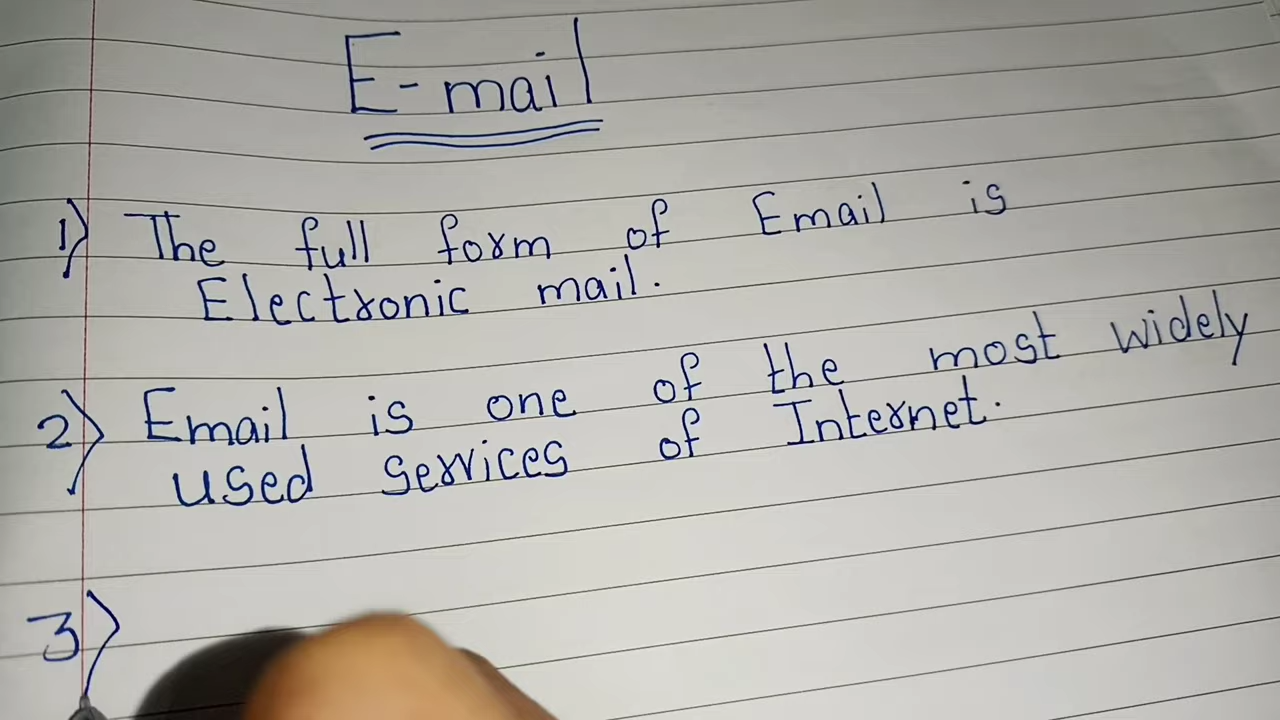 E-mail
1) The full form of Email is
Electronic mail.
2) Email is one of the most widely
used services of Internet.
3)